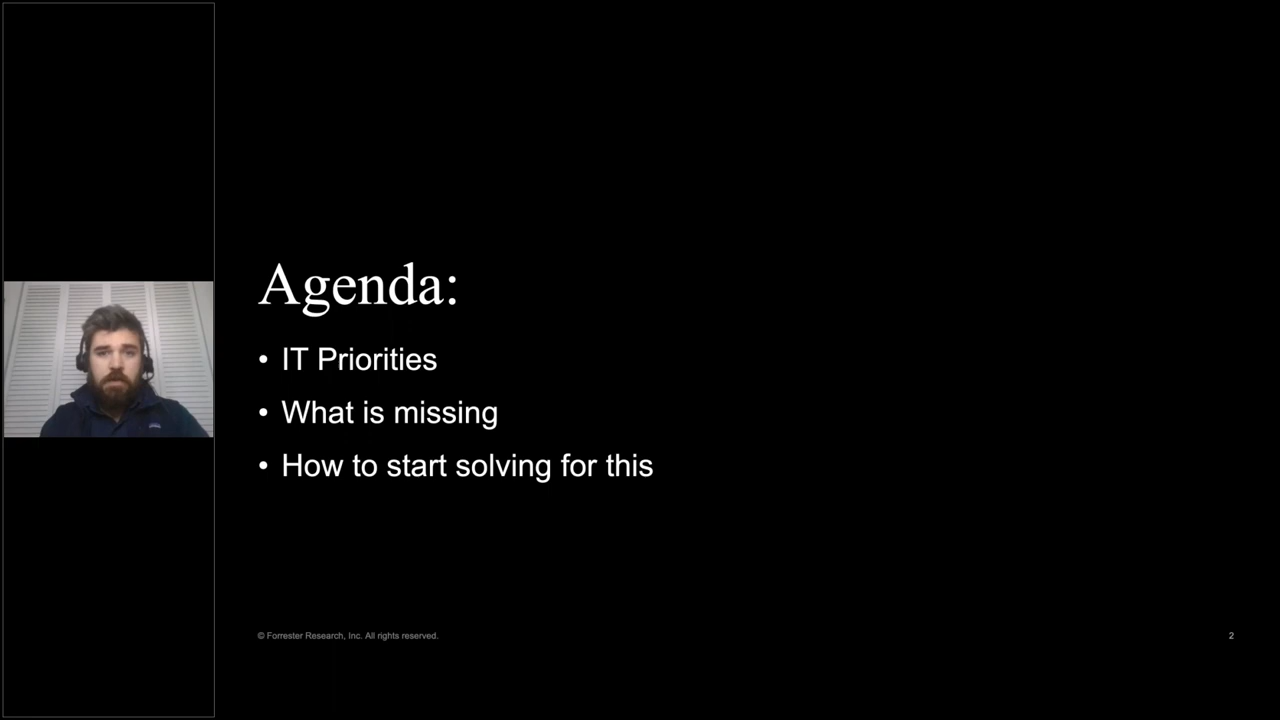 Agenda:
• IT Priorities
• What is missing
• How to start solving for this
© Forrester Research, Inc. All rights reserved.
2